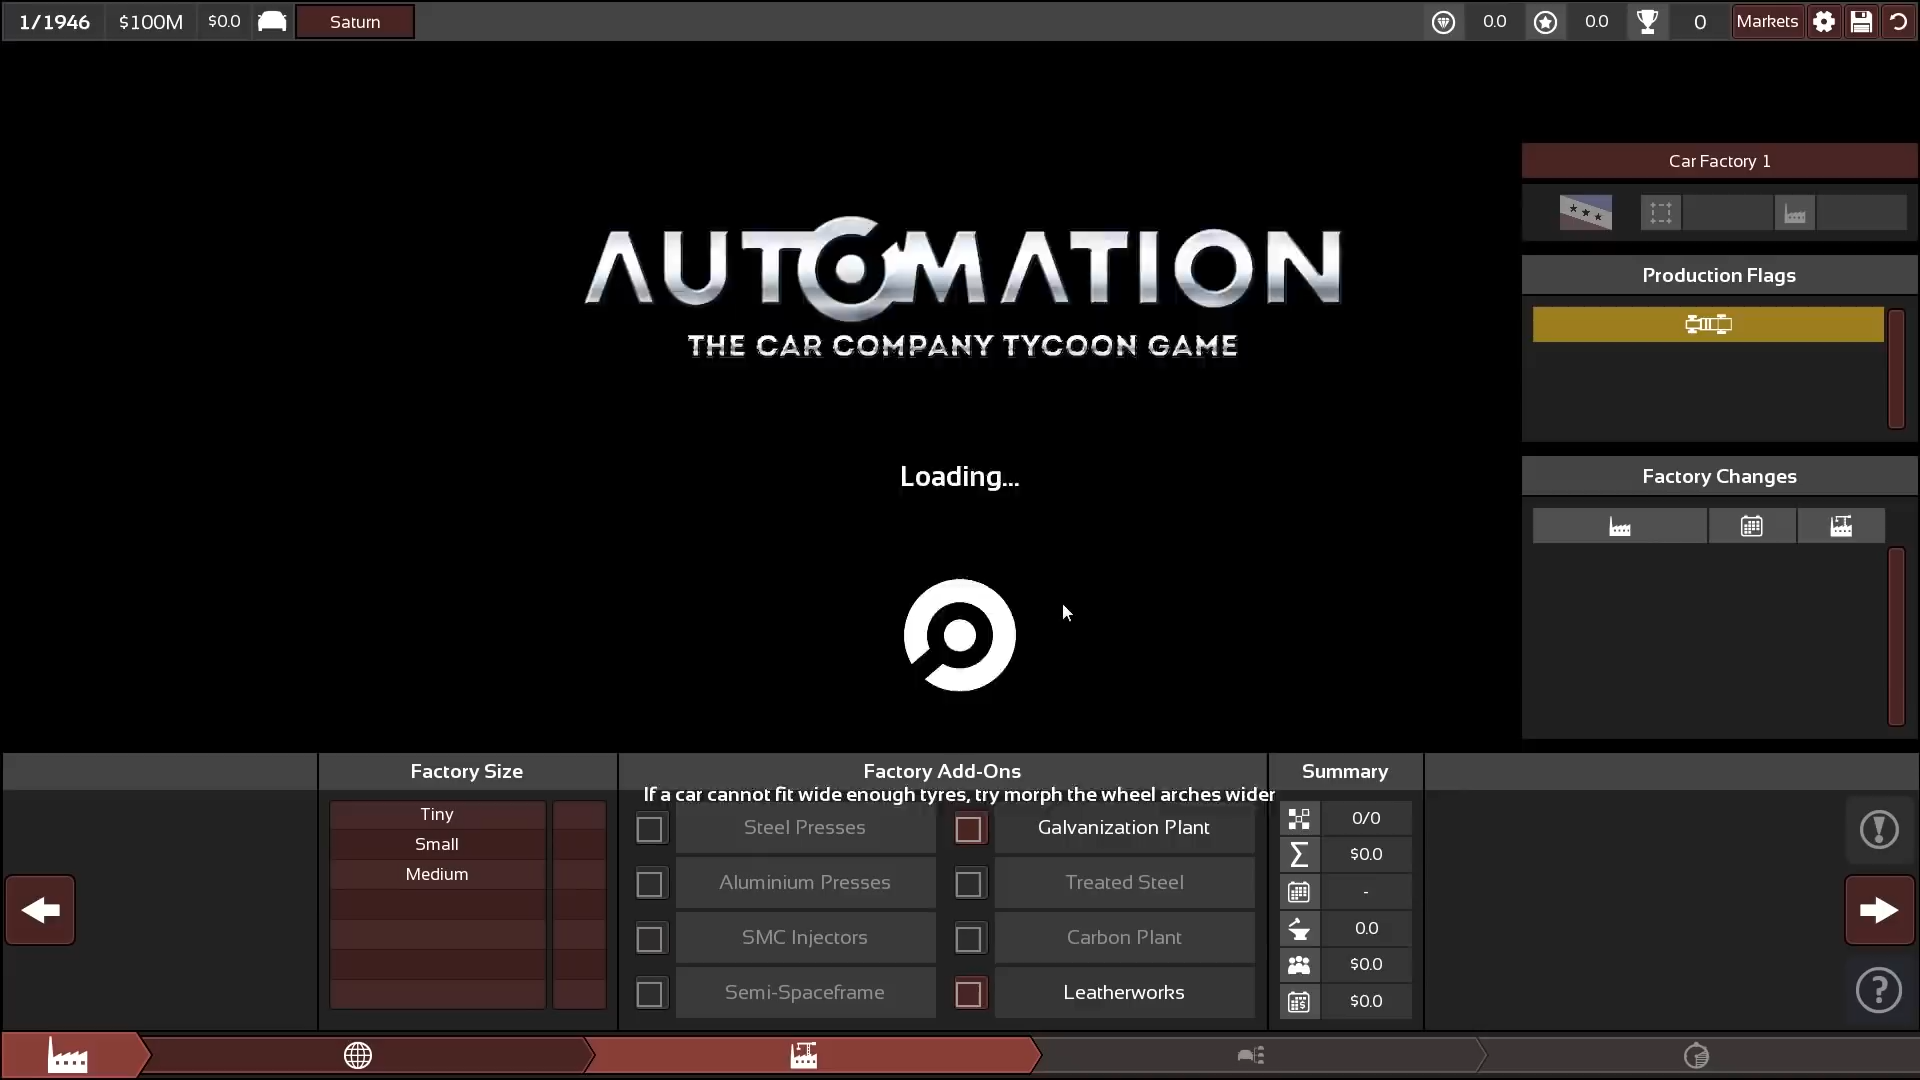 1/1946 $100M $0.0 Saturn 0.0 0.0 0 Markets
Car Factory 1
AUTOMATION
THE CAR COMPANY TYCOON GAME
Production Flags
Loading...
Factory Changes
Factory Size
Tiny
Small
Medium
Factory Add-Ons
If a car cannot fit wide enough tyres, try morph the wheel arches wider
Steel Presses
Galvanization Plant
Aluminium Presses
Treated Steel
SMC Injectors
Carbon Plant
Semi-Spaceframe
Leatherworks
Summary
0/0
$0.0
-
0.0
$0.0
$0.0